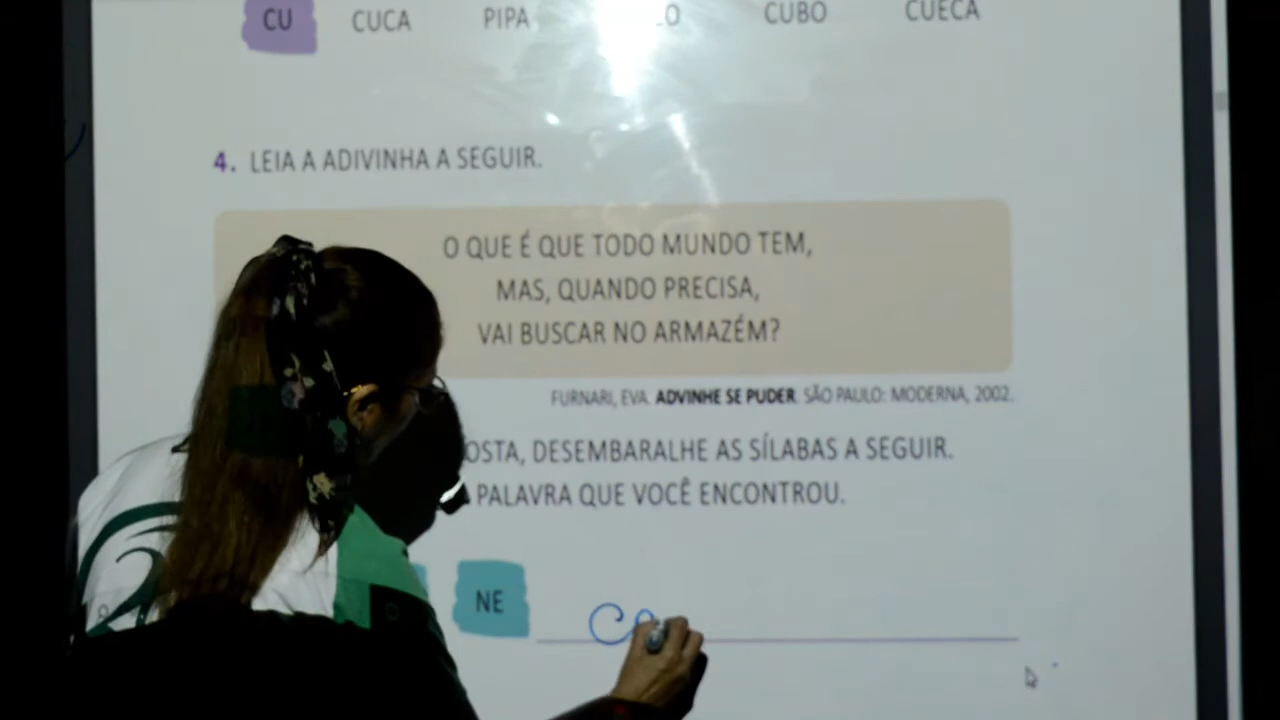 CU CUCA PIPA CUBO CUECA
4. LEIA A ADIVINHA A SEGUIR.
O QUE É QUE TODO MUNDO TEM,
MAS, QUANDO PRECISA,
VAI BUSCAR NO ARMAZÉM?
FURNARI, EVA. ADVINHE SE PUDER. SÃO PAULO: MODERNA, 2002.
OSTA, DESEMBARALHE AS SÍLABAS A SEGUIR.
PALAVRA QUE VOCÊ ENCONTROU.
NE